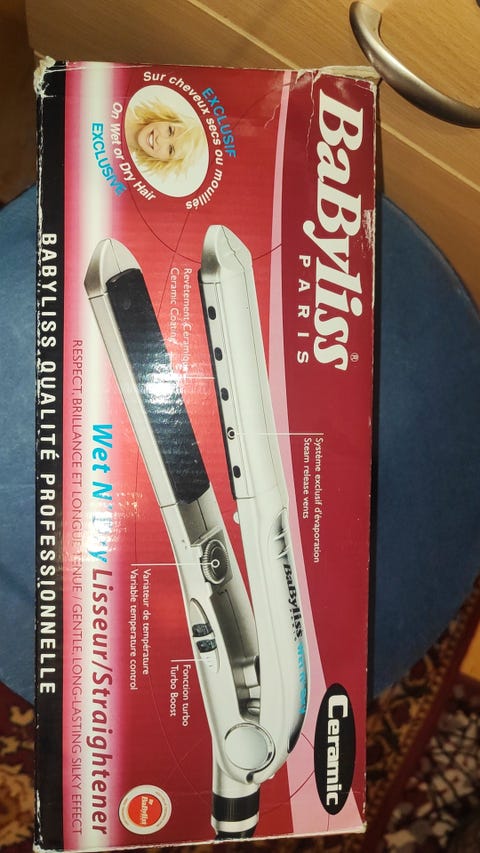 BaByliss®
PARIS
EXCLUSIF
Sur cheveux secs ou mouillés
On Wet or Dry Hair
EXCLUSIVE
Système exclusif d'évaporation
Steam release vents
Revêtement Céramique
Ceramic Coating
BaByliss
Ceramic
Fonction turbo
Turbo Boost
Variateur de température
Variable temperature control
Wet N' Dry Lisseur/Straightener
RESPECT, BRILLANCE ET LONGUE TENUE / GENTLE, LONG-LASTING SILKY EFFECT
BaByliss
BABYLISS QUALITÉ PROFESSIONNELLE